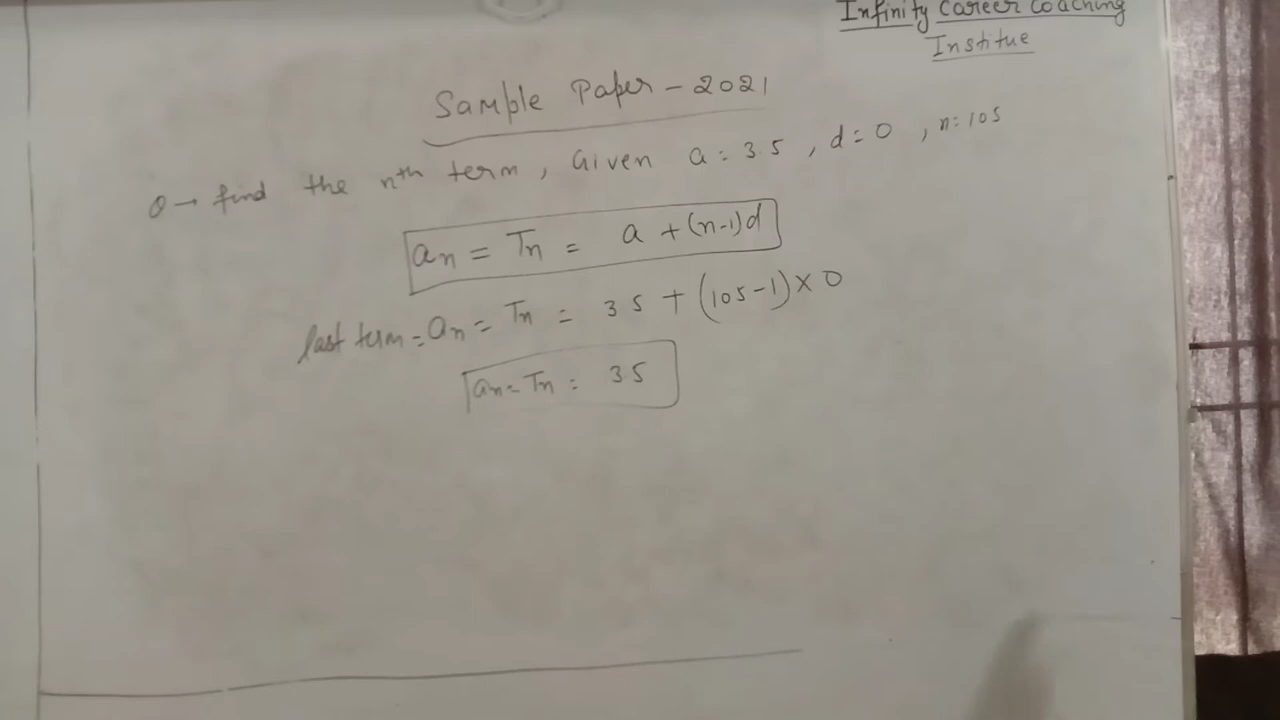 Infinity Career Coaching
Institue
Sample Paper - 2021
Q→ find the nth term, Given a = 35, d = 0, n = 105
an = Tn = a + (n-1)d
last term = an = Tn = 35 + (105-1) × 0
an = Tn = 35